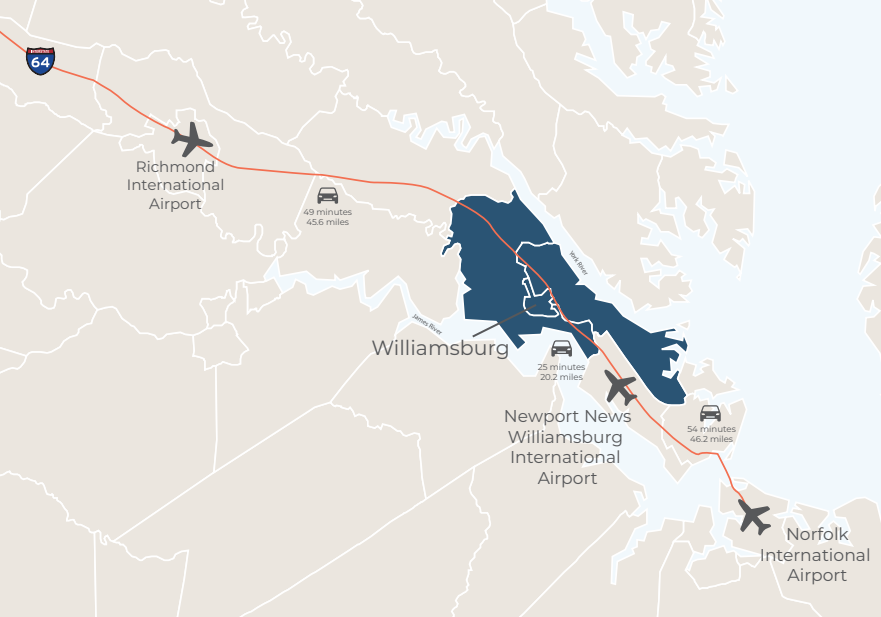 INTERSTATE
64
Richmond
International
Airport
49 minutes
45.6 miles
York River
James River
Williamsburg
25 minutes
20.2 miles
Newport News
Williamsburg
International
Airport
54 minutes
46.2 miles
Norfolk
International
Airport